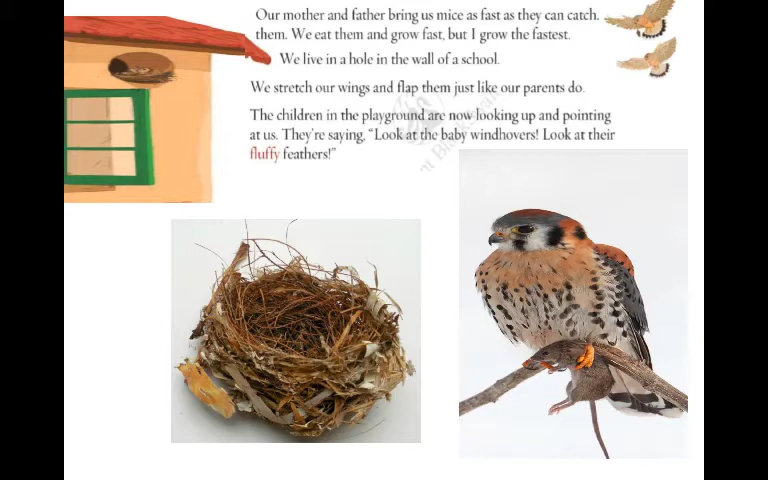 Our mother and father bring us mice as fast as they can catch.
them. We eat them and grow fast, but I grow the fastest.
We live in a hole in the wall of a school.
We stretch our wings and flap them just like our parents do.
The children in the playground are now looking up and pointing
at us. They're saying, “Look at the baby windhovers! Look at their
fluffy feathers!”